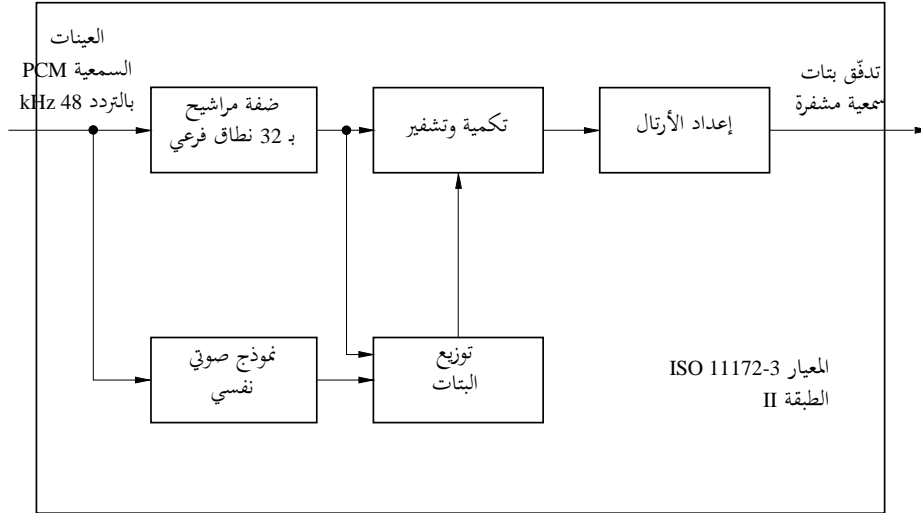 العينات
السمعية PCM
بالتردد 48 kHz
ضفة مراشيح
بـ 32 نطاق فرعي
تكمية وتشفير
إعداد الأرتال
تدفّق بتات
سمعية مشفرة
نموذج صوتي
نفسي
توزيع
البتات
المعيار ISO 11172-3
الطبقة II